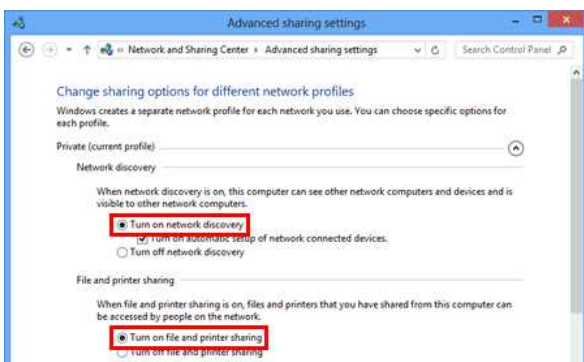 Advanced sharing settings
« Network and Sharing Center ▸ Advanced sharing settings
Search Control Panel
Change sharing options for different network profiles
Windows creates a separate network profile for each network you use. You can choose specific options for
each profile.
Private (current profile)
Network discovery
When network discovery is on, this computer can see other network computers and devices and is
visible to other network computers.
Turn on network discovery
Turn on automatic setup of network connected devices.
Turn off network discovery
File and printer sharing
When file and printer sharing is on, files and printers that you have shared from this computer can
be accessed by people on the network.
Turn on file and printer sharing
Turn off file and printer sharing